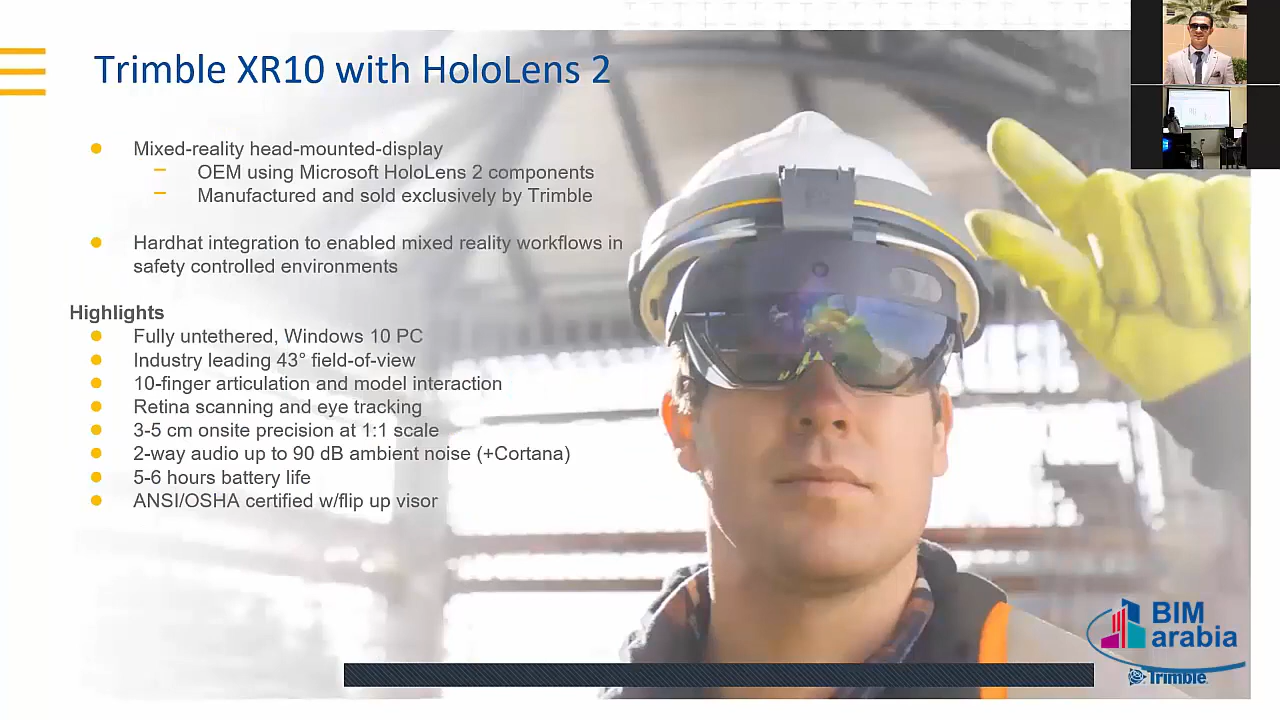 Trimble XR10 with HoloLens 2
Mixed-reality head-mounted-display
OEM using Microsoft HoloLens 2 components
Manufactured and sold exclusively by Trimble
Hardhat integration to enabled mixed reality workflows in
safety controlled environments
Highlights
Fully untethered, Windows 10 PC
Industry leading 43° field-of-view
10-finger articulation and model interaction
Retina scanning and eye tracking
3-5 cm onsite precision at 1:1 scale
2-way audio up to 90 dB ambient noise (+Cortana)
5-6 hours battery life
ANSI/OSHA certified w/flip up visor
BIM
arabia
Trimble